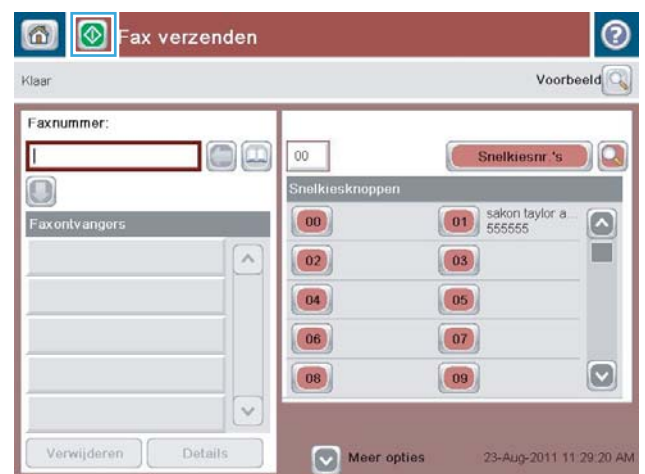 Fax verzenden
?
Klaar
Voorbeeld
Faxnummer:
00
Snelkiesnr.'s
Snelkiesknoppen
Faxontvangers
00
01 sakon taylor a...
555555
02
03
04
05
06
07
08
09
Verwijderen
Details
Meer opties
23-Aug-2011 11:29:20 AM